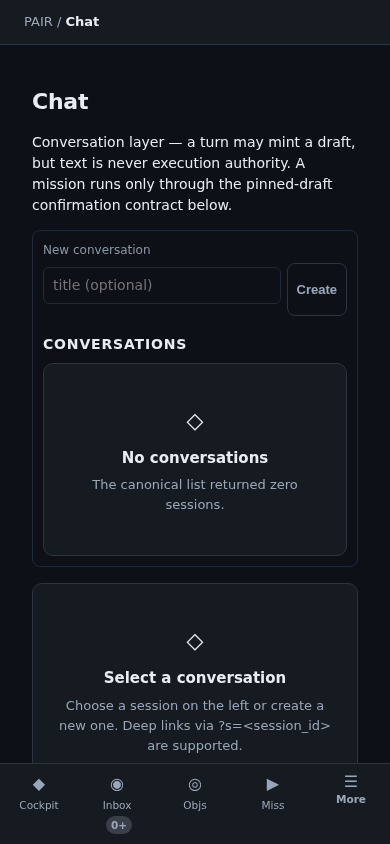 PAIR / Chat
Chat
Conversation layer — a turn may mint a draft,
but text is never execution authority. A
mission runs only through the pinned-draft
confirmation contract below.
New conversation
title (optional)
Create
CONVERSATIONS
No conversations
The canonical list returned zero
sessions.
Select a conversation
Choose a session on the left or create a
new one. Deep links via ?s=<session_id>
are supported.
Cockpit
Inbox
Objs
Miss
More
0+